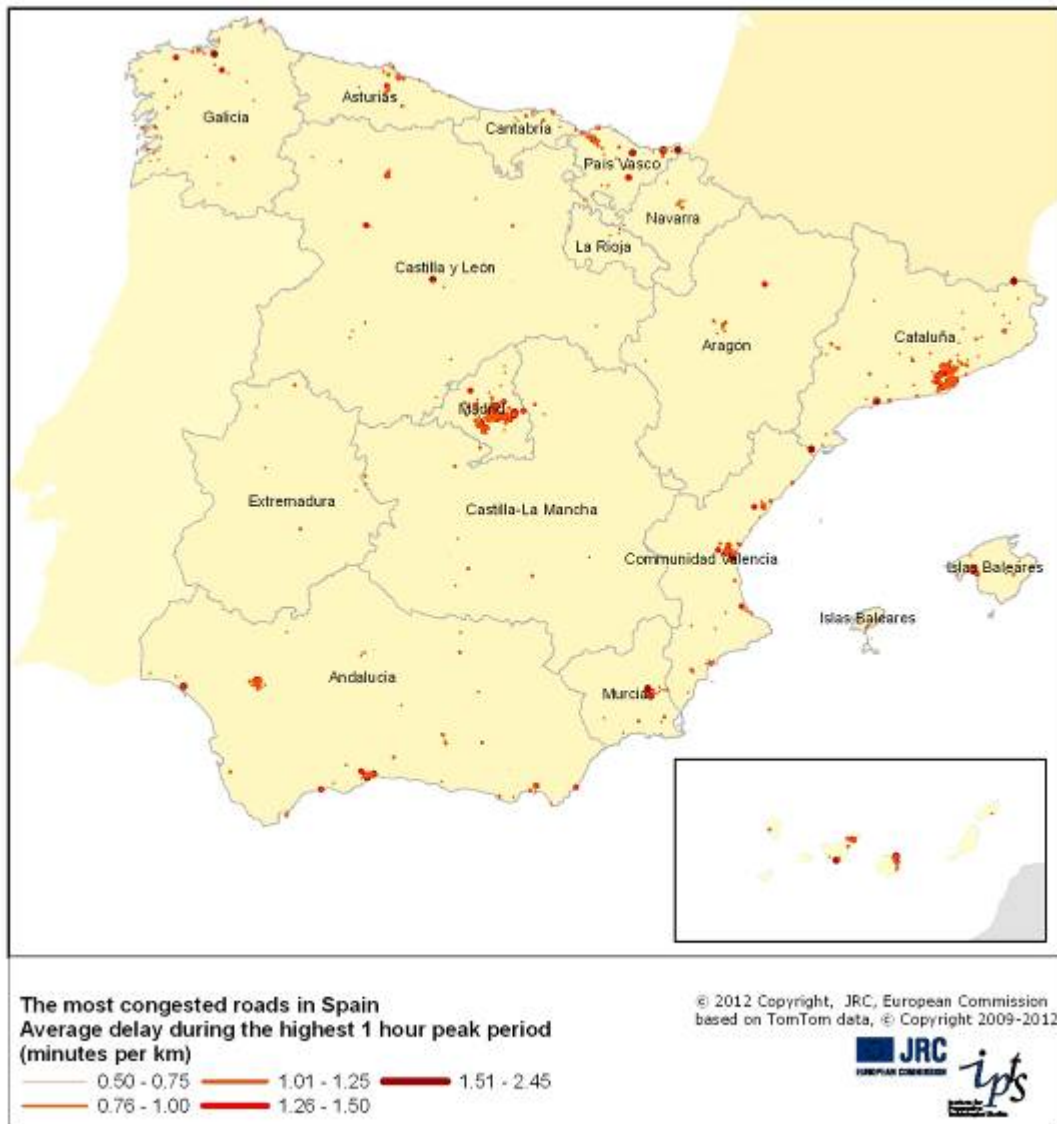 Galicia
Asturias
Cantabria
País Vasco
Navarra
La Rioja
Castilla y León
Aragón
Cataluña
Madrid
Extremadura
Castilla-La Mancha
Communidad Valencia
Islas Baleares
Islas Baleares
Andalucia
Murcia
The most congested roads in Spain
Average delay during the highest 1 hour peak period
(minutes per km)
0.50 - 0.75
1.01 - 1.25
1.51 - 2.45
0.76 - 1.00
1.26 - 1.50
© 2012 Copyright, JRC, European Commission
based on TomTom data, © Copyright 2009-2012
JRC
EUROPEAN COMMISSION
ipts